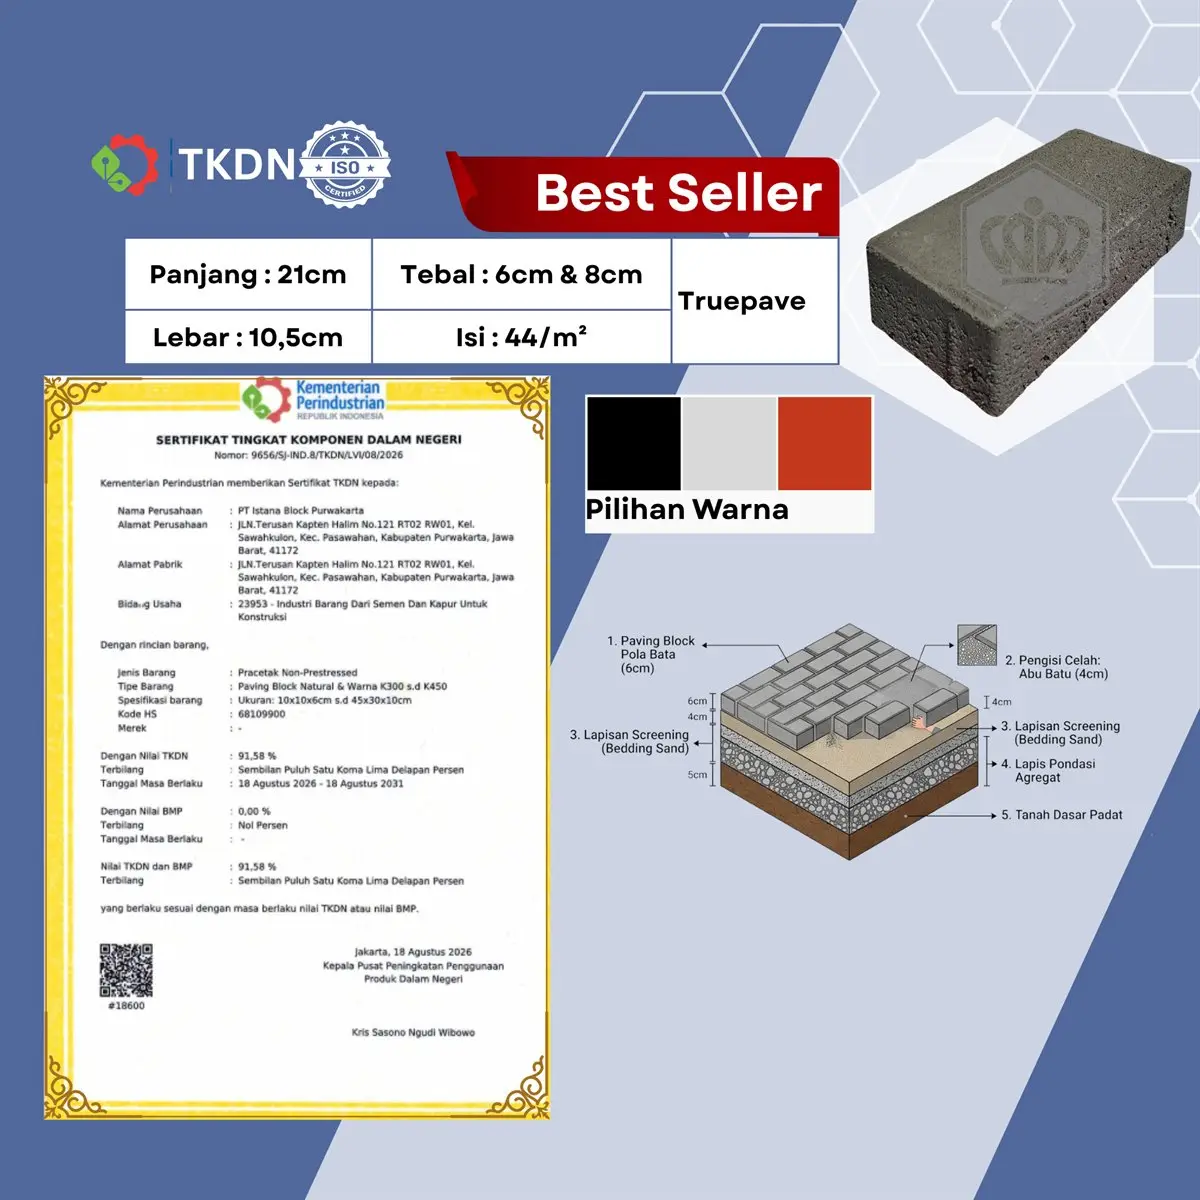 TKDN
ISO
CERTIFIED
Best Seller
Panjang : 21cm
Tebal : 6cm & 8cm
Truepave
Lebar : 10,5cm
Isi : 44/m²
Kementerian
Perindustrian
REPUBLIK INDONESIA
SERTIFIKAT TINGKAT KOMPONEN DALAM NEGERI
Nomor: 9656/SJ-IND.8/TKDN/LVI/08/2026
Kementerian Perindustrian memberikan Sertifikat TKDN kepada:
Nama Perusahaan : PT Istana Block Purwakarta
Alamat Perusahaan : JLN.Terusan Kapten Halim No.121 RT02 RW01, Kel.
Sawahkulon, Kec. Pasawahan, Kabupaten Purwakarta, Jawa
Barat, 41172
Alamat Pabrik : JLN.Terusan Kapten Halim No.121 RT02 RW01, Kel.
Sawahkulon, Kec. Pasawahan, Kabupaten Purwakarta, Jawa
Barat, 41172
Bidang Usaha : 23953 - Industri Barang Dari Semen Dan Kapur Untuk
Konstruksi
Dengan rincian barang,
Jenis Barang : Pracetak Non-Prestressed
Tipe Barang : Paving Block Natural & Warna K300 s.d K450
Spesifikasi barang : Ukuran: 10x10x6cm s.d 45x30x10cm
Kode HS : 68109900
Merek : -
Dengan Nilai TKDN : 91,58 %
Terbilang : Sembilan Puluh Satu Koma Lima Delapan Persen
Tanggal Masa Berlaku : 18 Agustus 2026 - 18 Agustus 2031
Dengan Nilai BMP : 0,00 %
Terbilang : Nol Persen
Tanggal Masa Berlaku : -
Nilai TKDN dan BMP : 91,58 %
Terbilang : Sembilan Puluh Satu Koma Lima Delapan Persen
yang berlaku sesuai dengan masa berlaku nilai TKDN atau nilai BMP.
Jakarta, 18 Agustus 2026
Kepala Pusat Peningkatan Penggunaan
Produk Dalam Negeri
#18600
Kris Sasono Ngudi Wibowo
Pilihan Warna
1. Paving Block
Pola Bata
(6cm)
2. Pengisi Celah:
Abu Batu (4cm)
6cm
4cm
4cm
3. Lapisan Screening
(Bedding Sand)
3. Lapisan Screening
(Bedding Sand)
5cm
4. Lapis Pondasi
Agregat
5. Tanah Dasar Padat